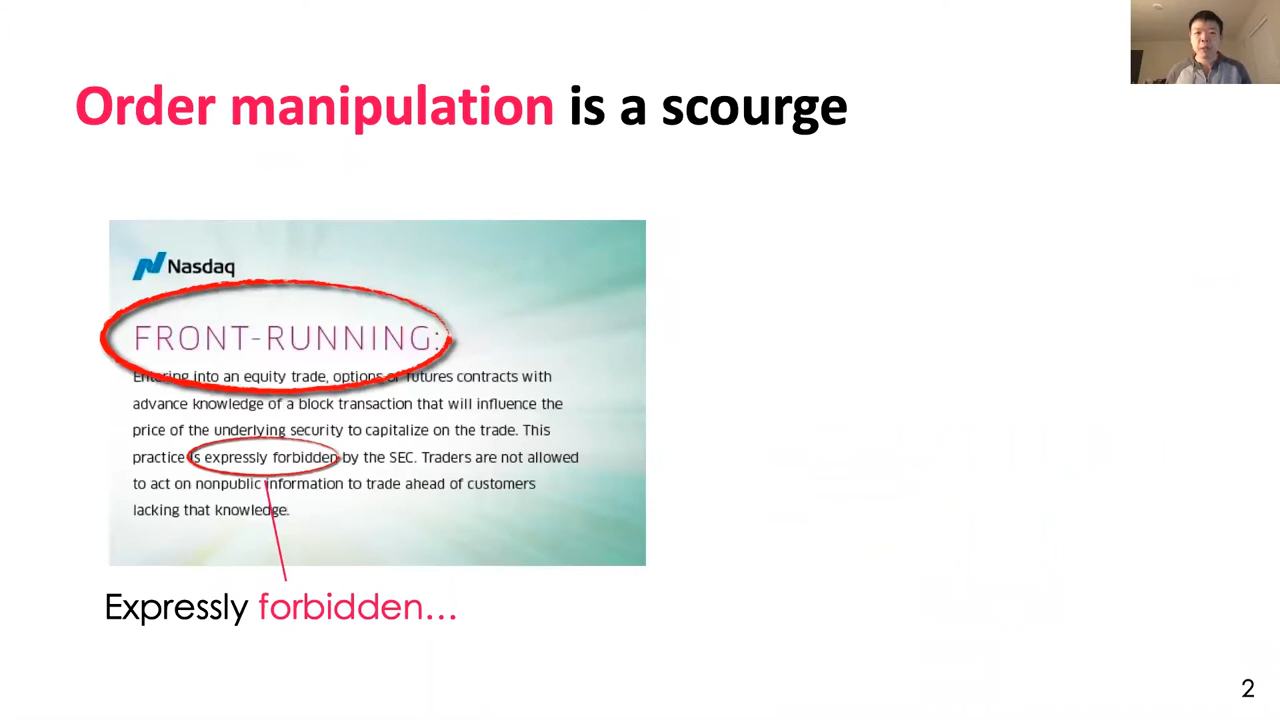 Order manipulation is a scourge
Nasdaq
FRONT-RUNNING:
Entering into an equity trade, options or futures contracts with
advance knowledge of a block transaction that will influence the
price of the underlying security to capitalize on the trade. This
practice is expressly forbidden by the SEC. Traders are not allowed
to act on nonpublic information to trade ahead of customers
lacking that knowledge.
Expressly forbidden…
2